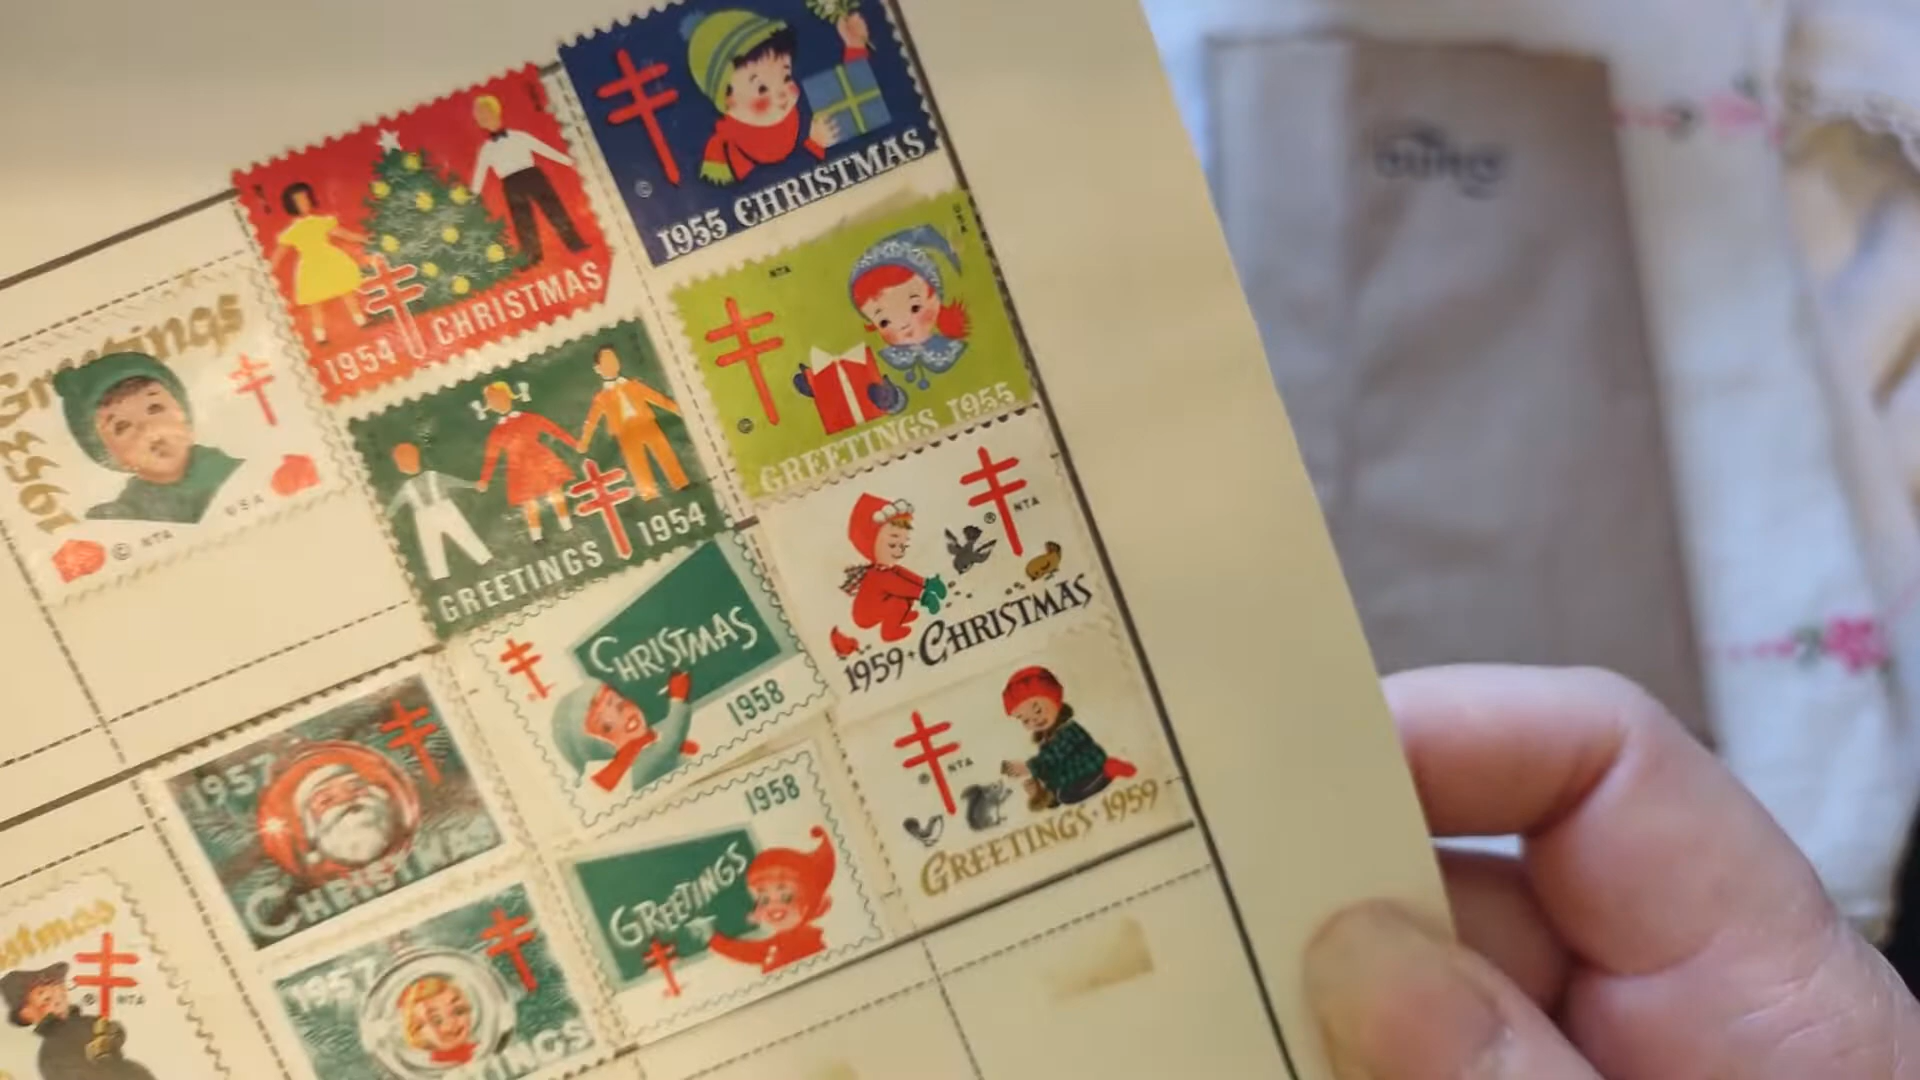 1955 CHRISTMAS
©
1954 CHRISTMAS
USA
NTA
©
GREETINGS 1955
Greetings
1953
© NTA USA
GREETINGS 1954
® NTA
1959 · CHRISTMAS
CHRISTMAS
1958
® NTA
GREETINGS · 1959
1957
CHRISTMAS
1958
GREETINGS
® NTA
1957